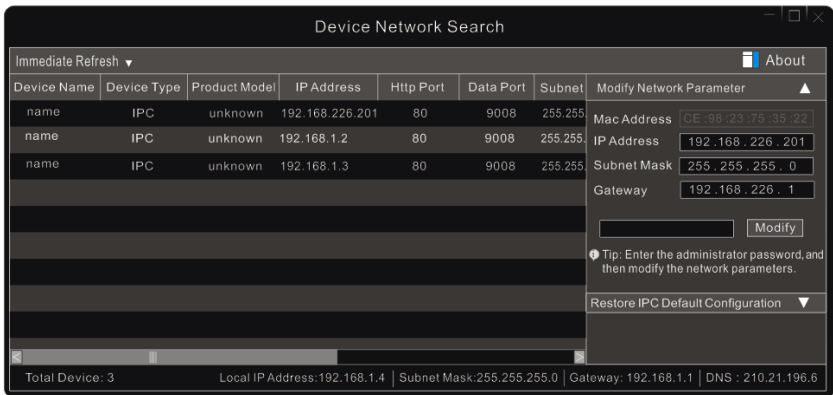 Device Network Search
Immediate Refresh
About
Device Name Device Type Product Model IP Address Http Port Data Port Subnet
name IPC unknown 192.168.226.201 80 9008 255.255.
name IPC unknown 192.168.1.2 80 9008 255.255.
name IPC unknown 192.168.1.3 80 9008 255.255.
Modify Network Parameter
Mac Address CE :98 :23 :75 :35 :22
IP Address 192 .168 . 226 . 201
Subnet Mask 255 . 255 . 255 . 0
Gateway 192 .168 . 226 . 1
Modify
Tip: Enter the administrator password, and
then modify the network parameters.
Restore IPC Default Configuration
Total Device: 3 Local IP Address:192.168.1.4 Subnet Mask:255.255.255.0 Gateway: 192.168.1.1 DNS : 210.21.196.6